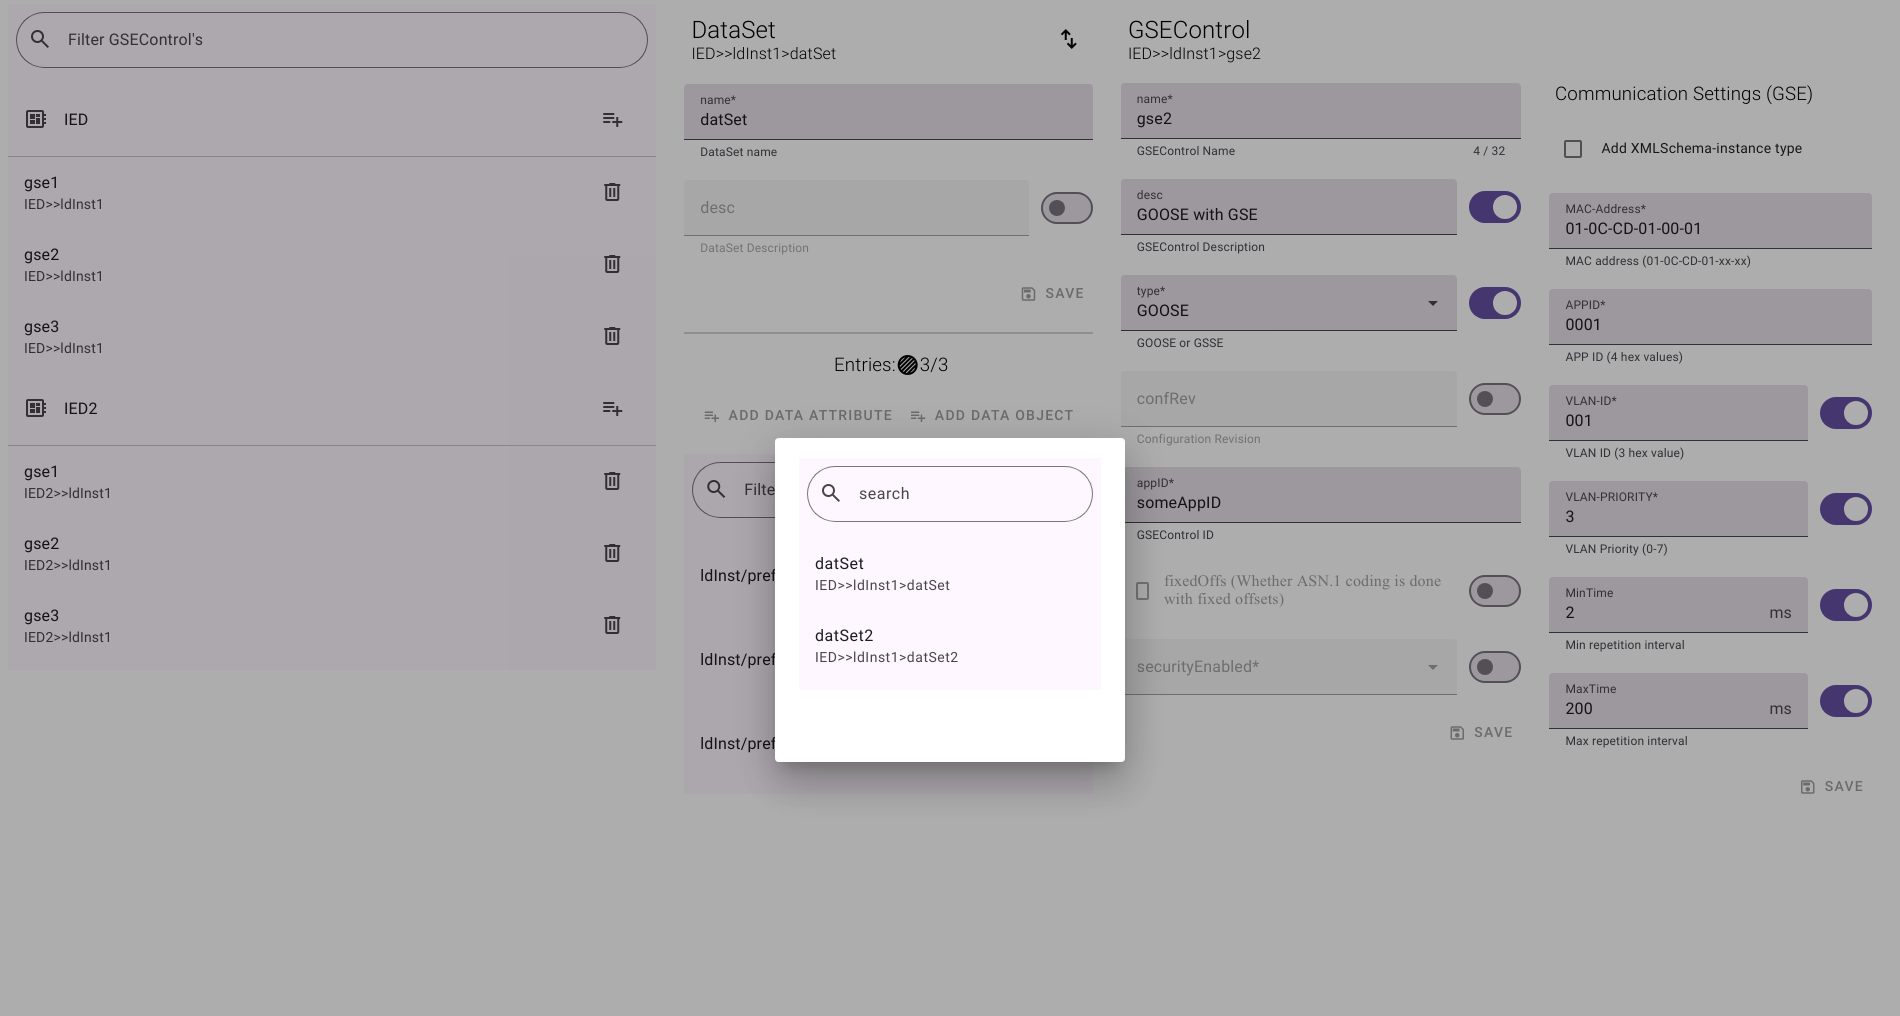 Filter GSEControl's
IED
gse1
IED>>ldInst1
gse2
IED>>ldInst1
gse3
IED>>ldInst1
IED2
gse1
IED2>>ldInst1
gse2
IED2>>ldInst1
gse3
IED2>>ldInst1
DataSet
IED>>ldInst1>datSet
name*
datSet
DataSet name
desc
DataSet Description
SAVE
Entries: 3/3
ADD DATA ATTRIBUTE ADD DATA OBJECT
Filte
ldInst/pref
ldInst/pref
ldInst/pref
search
datSet
IED>>ldInst1>datSet
datSet2
IED>>ldInst1>datSet2
GSEControl
IED>>ldInst1>gse2
name*
gse2
GSEControl Name 4 / 32
desc
GOOSE with GSE
GSEControl Description
type*
GOOSE
GOOSE or GSSE
confRev
Configuration Revision
appID*
someAppID
GSEControl ID
fixedOffs (Whether ASN.1 coding is done
with fixed offsets)
securityEnabled*
SAVE
Communication Settings (GSE)
Add XMLSchema-instance type
MAC-Address*
01-0C-CD-01-00-01
MAC address (01-0C-CD-01-xx-xx)
APPID*
0001
APP ID (4 hex values)
VLAN-ID*
001
VLAN ID (3 hex value)
VLAN-PRIORITY*
3
VLAN Priority (0-7)
MinTime
2 ms
Min repetition interval
MaxTime
200 ms
Max repetition interval
SAVE